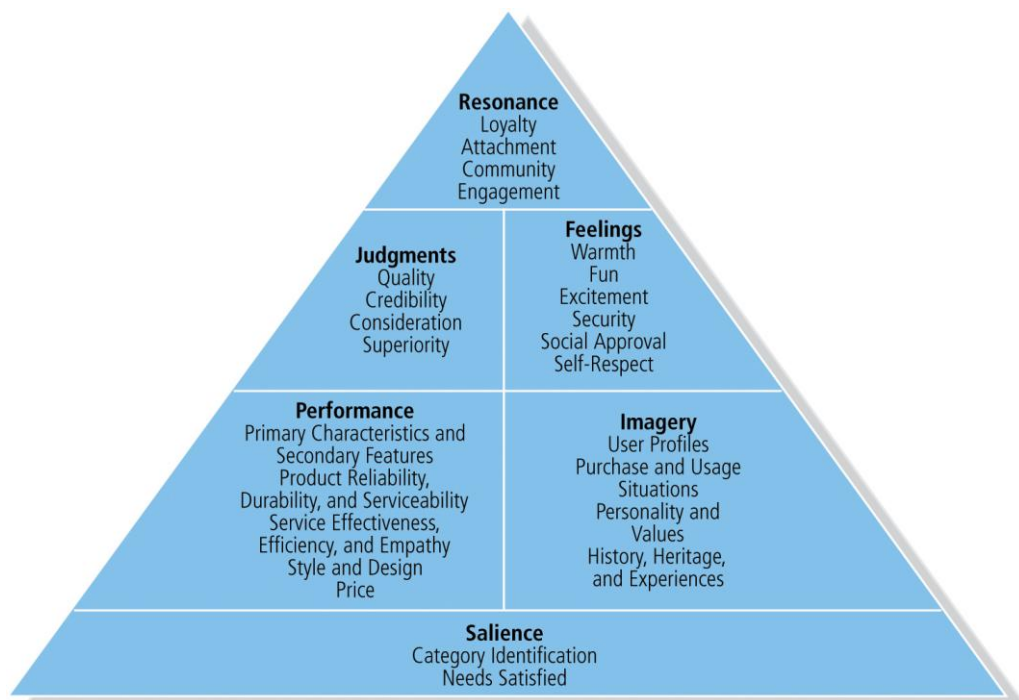 Resonance
Loyalty
Attachment
Community
Engagement
Judgments
Quality
Credibility
Consideration
Superiority
Feelings
Warmth
Fun
Excitement
Security
Social Approval
Self-Respect
Performance
Primary Characteristics and
Secondary Features
Product Reliability,
Durability, and Serviceability
Service Effectiveness,
Efficiency, and Empathy
Style and Design
Price
Imagery
User Profiles
Purchase and Usage
Situations
Personality and
Values
History, Heritage,
and Experiences
Salience
Category Identification
Needs Satisfied